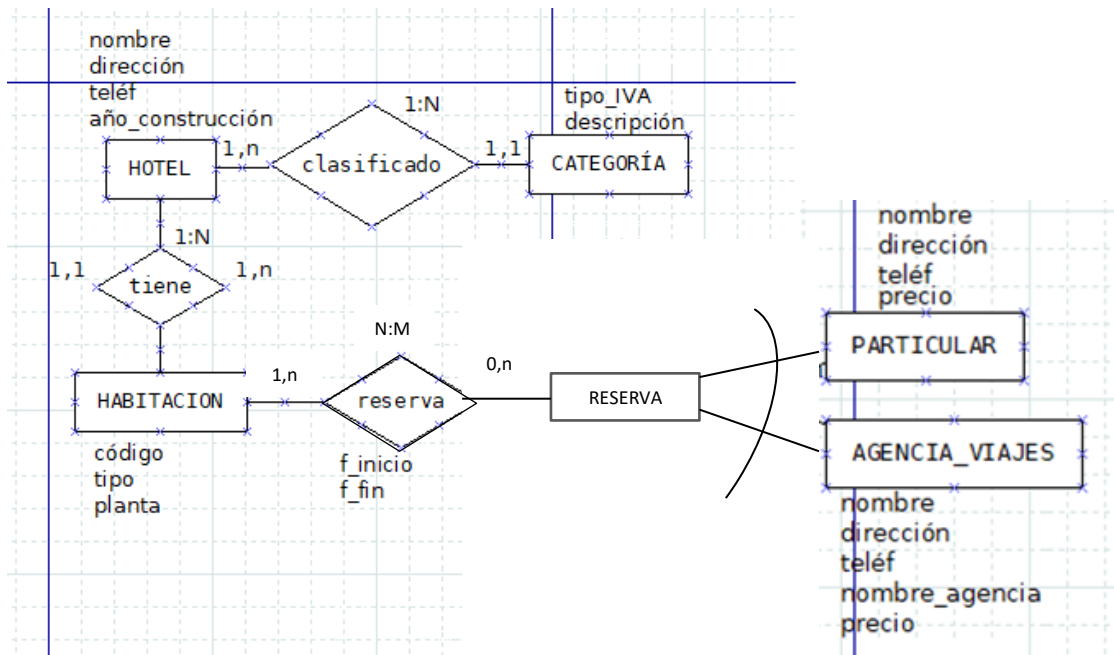 nombre
dirección
teléf
año_construcción
1:N
tipo_IVA
descripción
HOTEL
1,n
clasificado
1,1
CATEGORÍA
1:N
1,1
tiene
1,n
nombre
dirección
teléf
precio
PARTICULAR
N:M
HABITACION
1,n
reserva
0,n
RESERVA
código
tipo
planta
f_inicio
f_fin
AGENCIA_VIAJES
nombre
dirección
teléf
nombre_agencia
precio